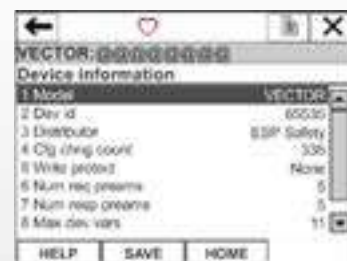 VECTOR:@@@@@@@@
Device information
1 Model VECTOR
2 Dev id 65535
3 Distributor ESP Safety
4 Cfg chng count 335
5 Write protect None
6 Num req preams 5
7 Num resp preams 5
8 Max dev vars 11
HELP SAVE HOME